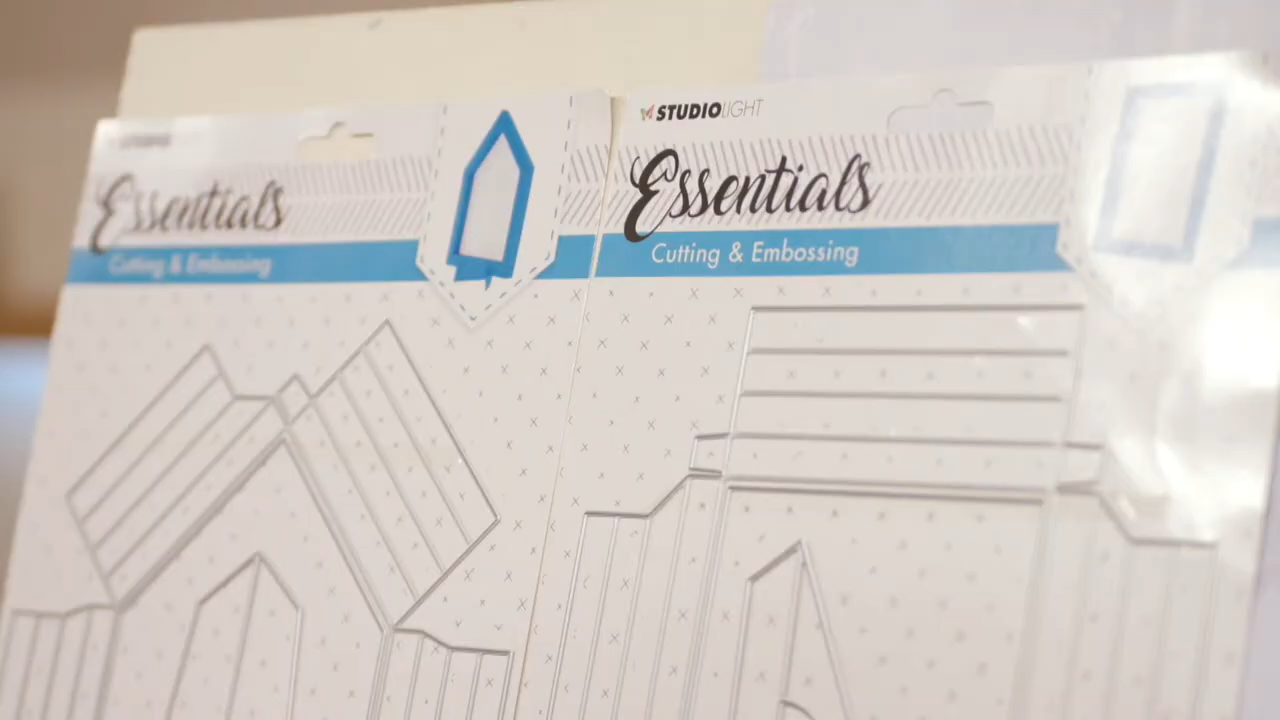 Essentials
Cutting & Embossing
STUDIOLIGHT
Essentials
Cutting & Embossing